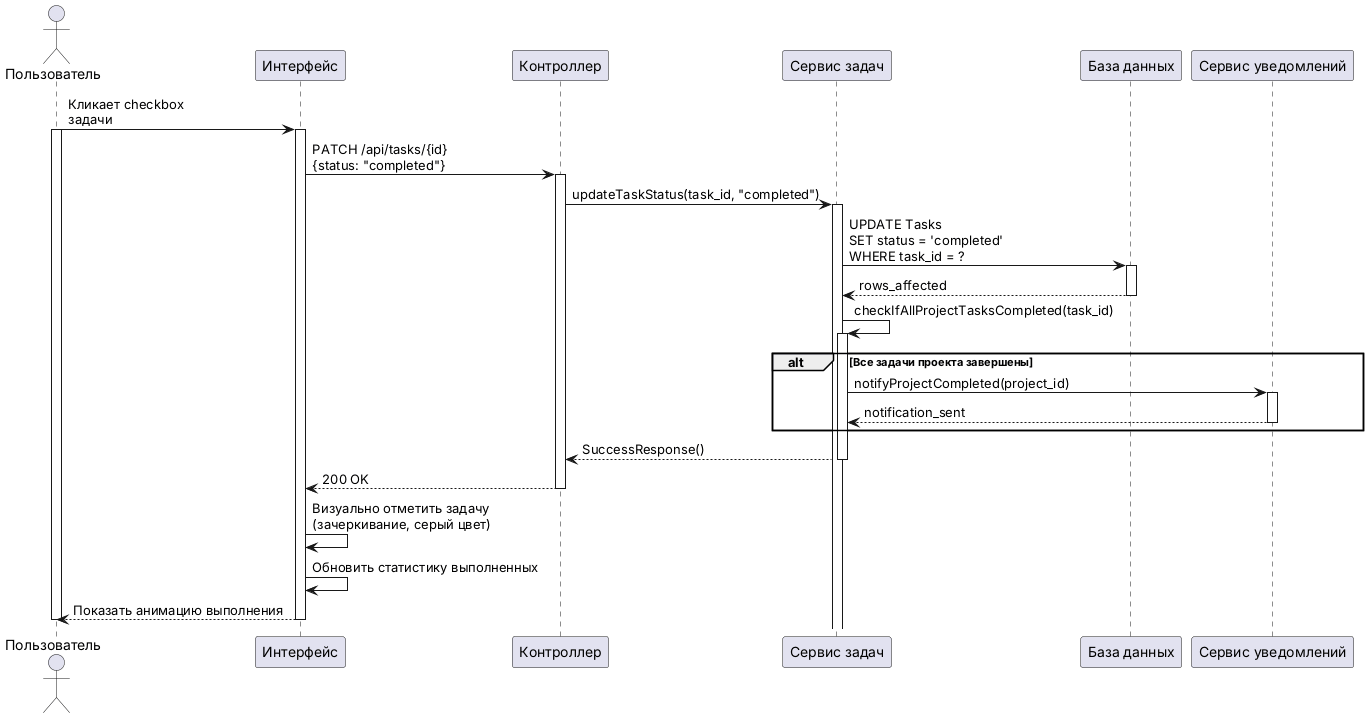 Пользователь
Интерфейс
Контроллер
Сервис задач
База данных
Сервис уведомлений
Кликает checkbox
задачи
PATCH /api/tasks/{id}
{status: "completed"}
updateTaskStatus(task_id, "completed")
UPDATE Tasks
SET status = 'completed'
WHERE task_id = ?
rows_affected
checkIfAllProjectTasksCompleted(task_id)
alt
[Все задачи проекта завершены]
notifyProjectCompleted(project_id)
notification_sent
SuccessResponse()
200 OK
Визуально отметить задачу
(зачеркивание, серый цвет)
Обновить статистику выполненных
Показать анимацию выполнения
Пользователь
Интерфейс
Контроллер
Сервис задач
База данных
Сервис уведомлений